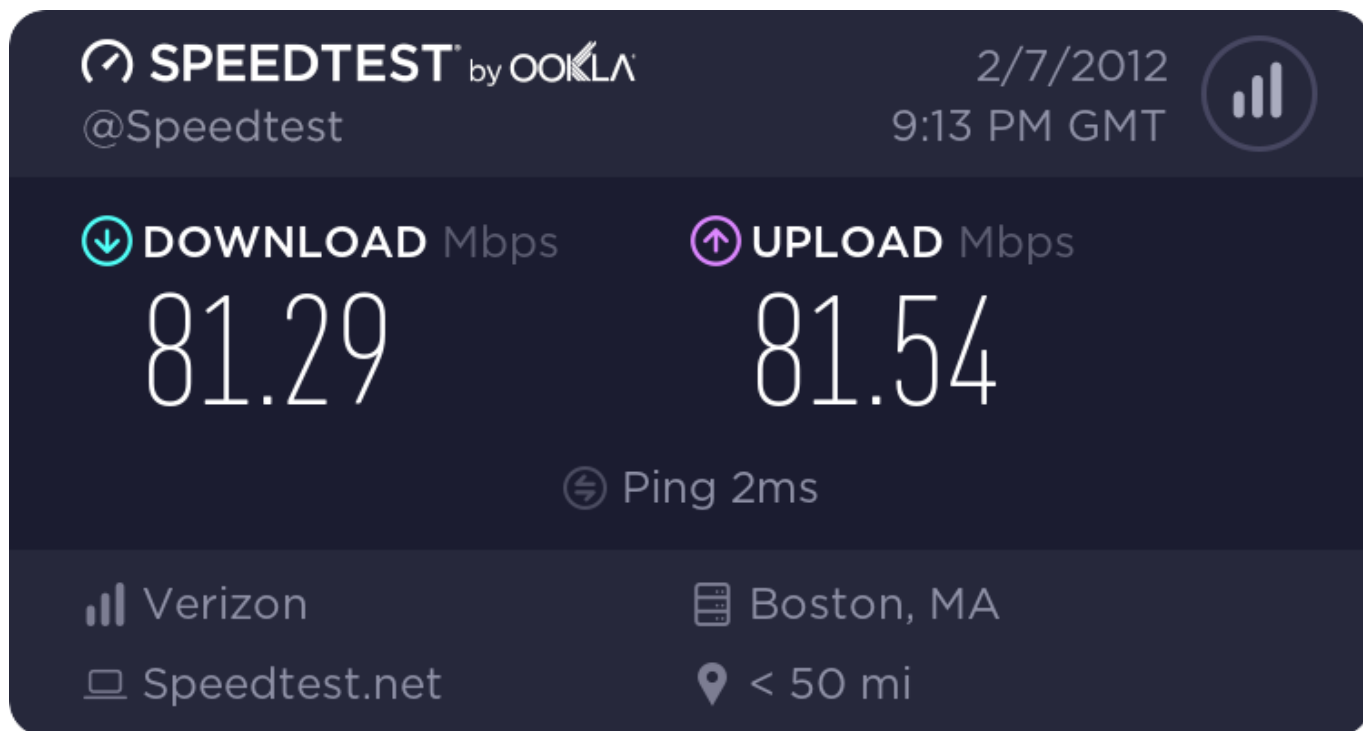 SPEEDTEST by OOKLA
@Speedtest
2/7/2012
9:13 PM GMT
DOWNLOAD Mbps
81.29
UPLOAD Mbps
81.54
Ping 2ms
Verizon
Boston, MA
Speedtest.net
< 50 mi